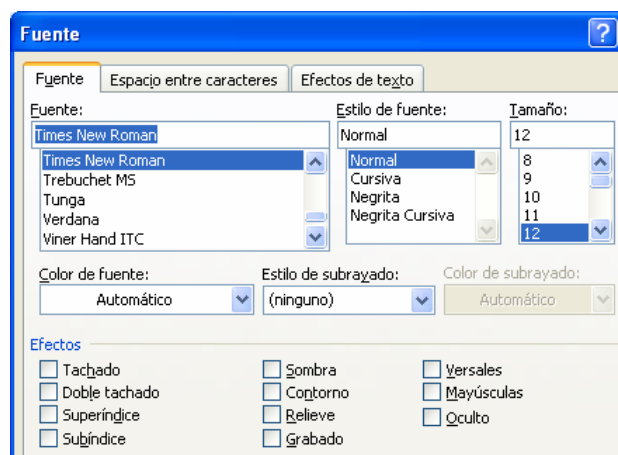 Fuente ?
Fuente Espacio entre caracteres Efectos de texto
Fuente: Estilo de fuente: Tamaño:
Times New Roman Normal 12
Times New Roman Normal 8
Trebuchet MS Cursiva 9
Tunga Negrita 10
Verdana Negrita Cursiva 11
Viner Hand ITC 12
Color de fuente: Estilo de subrayado: Color de subrayado:
Automático (ninguno) Automático
Efectos
Tachado Sombra Versales
Doble tachado Contorno Mayúsculas
Superíndice Relieve Oculto
Subíndice Grabado